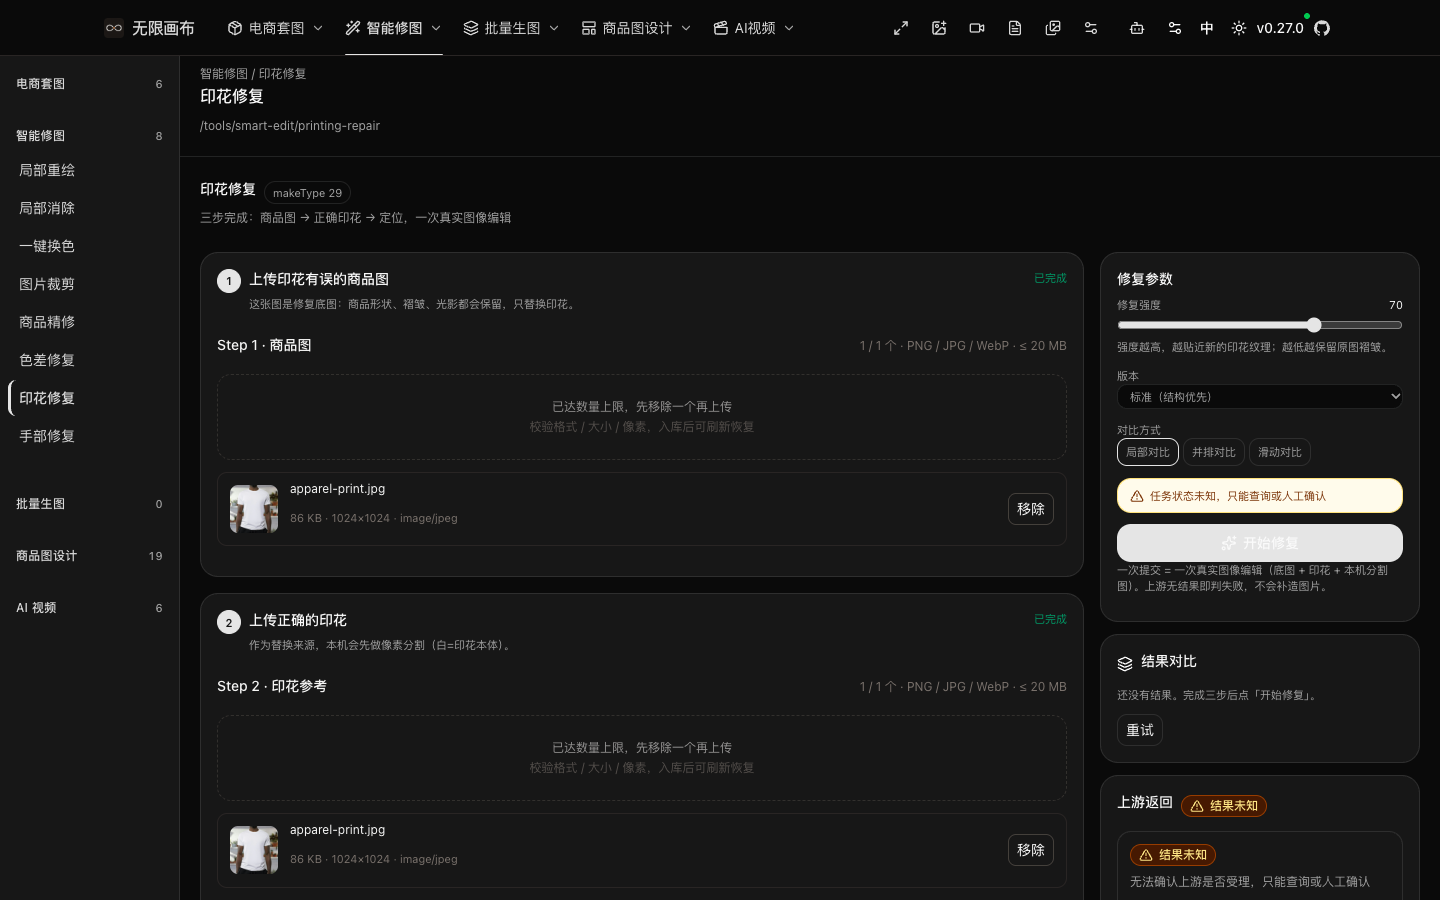 无限画布
电商套图
智能修图
批量生图
商品图设计
AI视频
中
v0.27.0
电商套图 6
智能修图 8
局部重绘
局部消除
一键换色
图片裁剪
商品精修
色差修复
印花修复
手部修复
批量生图 0
商品图设计 19
AI 视频 6
智能修图 / 印花修复
印花修复
/tools/smart-edit/printing-repair
印花修复 makeType 29
三步完成：商品图 → 正确印花 → 定位，一次真实图像编辑
1 上传印花有误的商品图 已完成
这张图是修复底图：商品形状、褶皱、光影都会保留，只替换印花。
Step 1 · 商品图 1 / 1 个 · PNG / JPG / WebP · ≤ 20 MB
已达数量上限，先移除一个再上传
校验格式 / 大小 / 像素，入库后可刷新恢复
apparel-print.jpg
86 KB · 1024×1024 · image/jpeg
移除
2 上传正确的印花 已完成
作为替换来源，本机会先做像素分割（白=印花本体）。
Step 2 · 印花参考 1 / 1 个 · PNG / JPG / WebP · ≤ 20 MB
已达数量上限，先移除一个再上传
校验格式 / 大小 / 像素，入库后可刷新恢复
apparel-print.jpg
86 KB · 1024×1024 · image/jpeg
移除
修复参数
修复强度 70
强度越高，越贴近新的印花纹理；越低越保留原图褶皱。
版本
标准（结构优先）
对比方式
局部对比 并排对比 滑动对比
任务状态未知，只能查询或人工确认
开始修复
一次提交 = 一次真实图像编辑（底图 + 印花 + 本机分割
图）。上游无结果即判失败，不会补造图片。
结果对比
还没有结果。完成三步后点「开始修复」。
重试
上游返回 结果未知
结果未知
无法确认上游是否受理，只能查询或人工确认